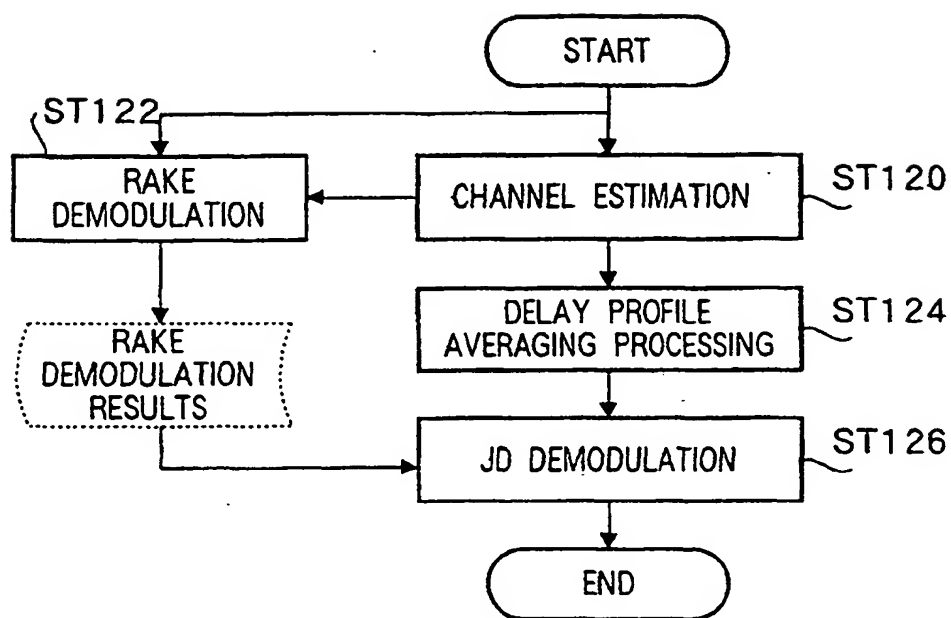 START
ST122
RAKE
DEMODULATION
CHANNEL ESTIMATION
ST120
DELAY PROFILE
AVERAGING PROCESSING
ST124
RAKE
DEMODULATION
RESULTS
JD DEMODULATION
ST126
END